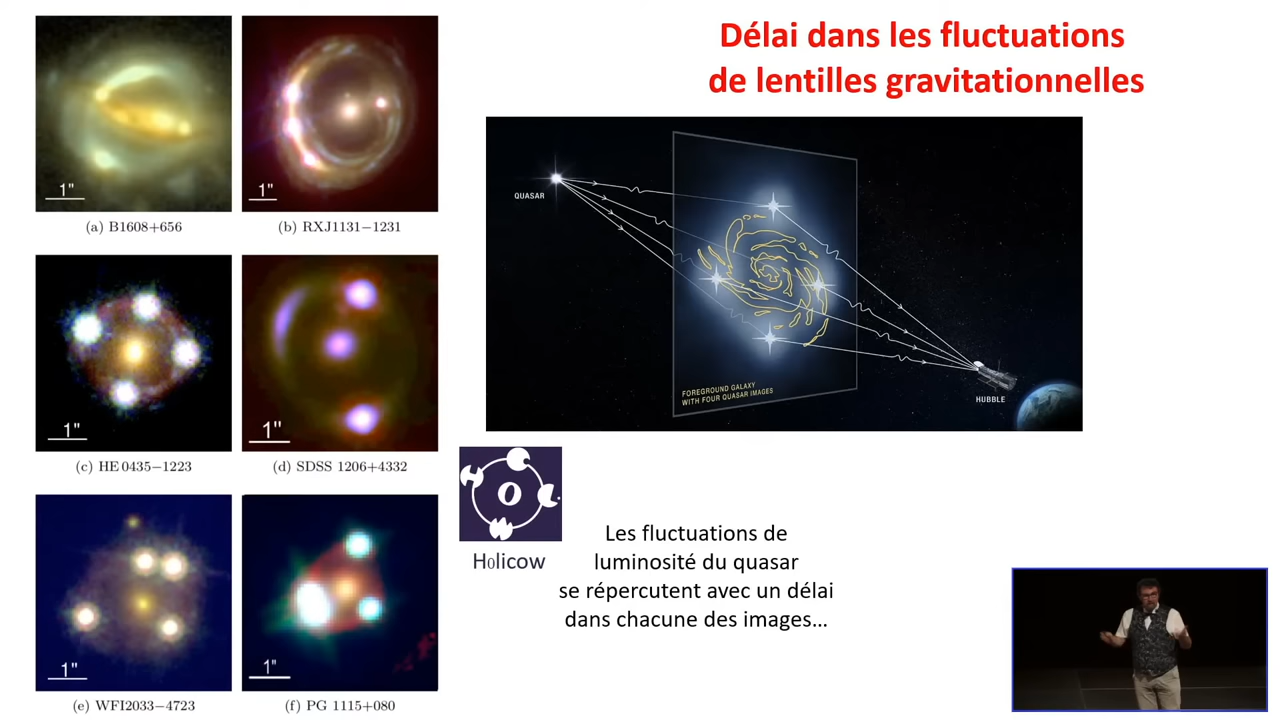 Délai dans les fluctuations
de lentilles gravitationnelles
1"
(a) B1608+656
1"
(b) RXJ1131−1231
1"
(c) HE 0435−1223
1"
(d) SDSS 1206+4332
1"
(e) WFI2033−4723
1"
(f) PG 1115+080
QUASAR
FOREGROUND GALAXY
WITH FOUR QUASAR IMAGES
HUBBLE
H0licow
Les fluctuations de
luminosité du quasar
se répercutent avec un délai
dans chacune des images...